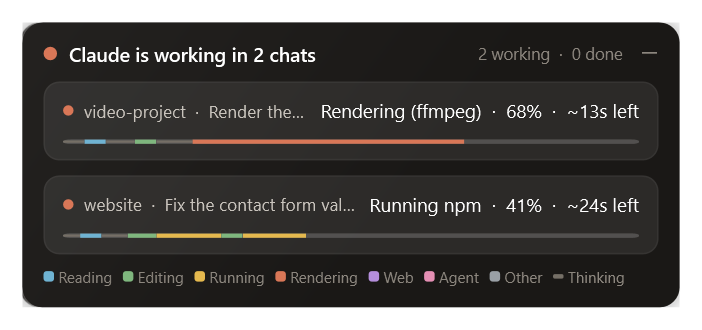 Claude is working in 2 chats 2 working · 0 done
video-project · Render the... Rendering (ffmpeg) · 68% · ~13s left
website · Fix the contact form val... Running npm · 41% · ~24s left
Reading Editing Running Rendering Web Agent Other Thinking